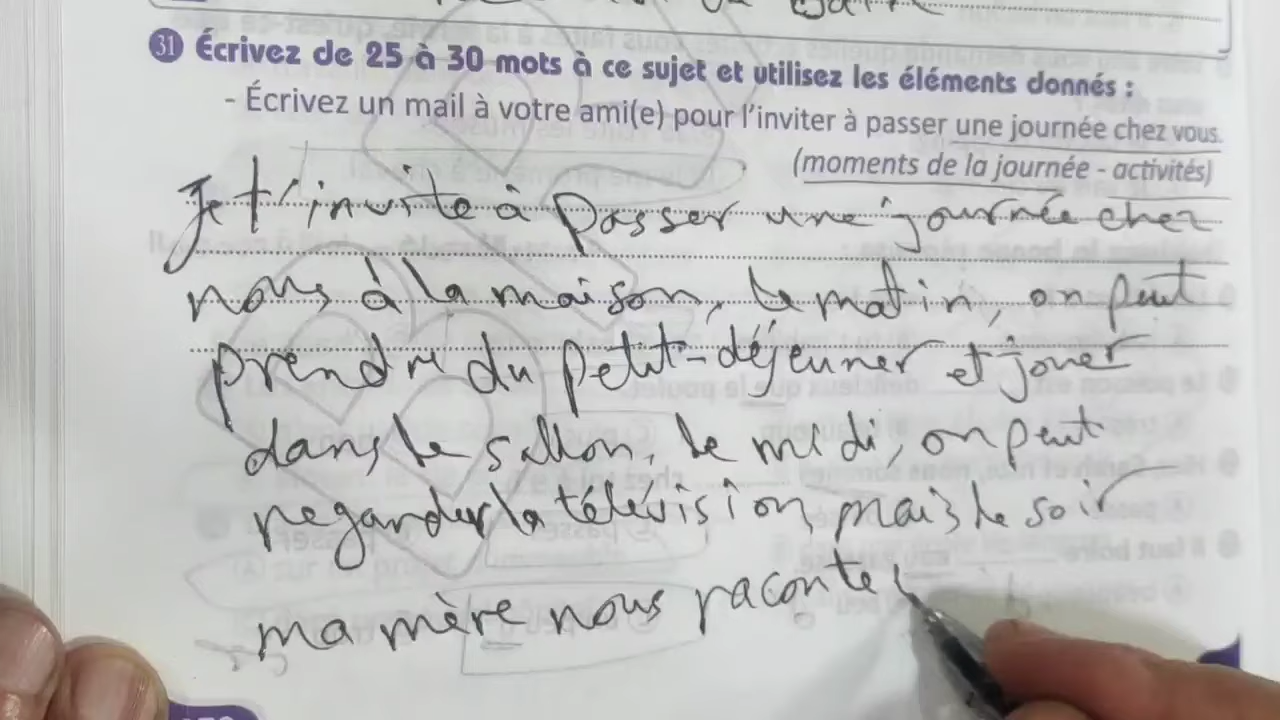 31 Écrivez de 25 à 30 mots à ce sujet et utilisez les éléments donnés :
- Écrivez un mail à votre ami(e) pour l'inviter à passer une journée chez vous.
(moments de la journée - activités)
Je t'invite à passer une journée chez
nous à la maison, le matin, on peut
prendre du petit-déjeuner et jouer
dans le sallon, le midi, on peut
regarder la télévision, mais le soir
ma mère nous raconte